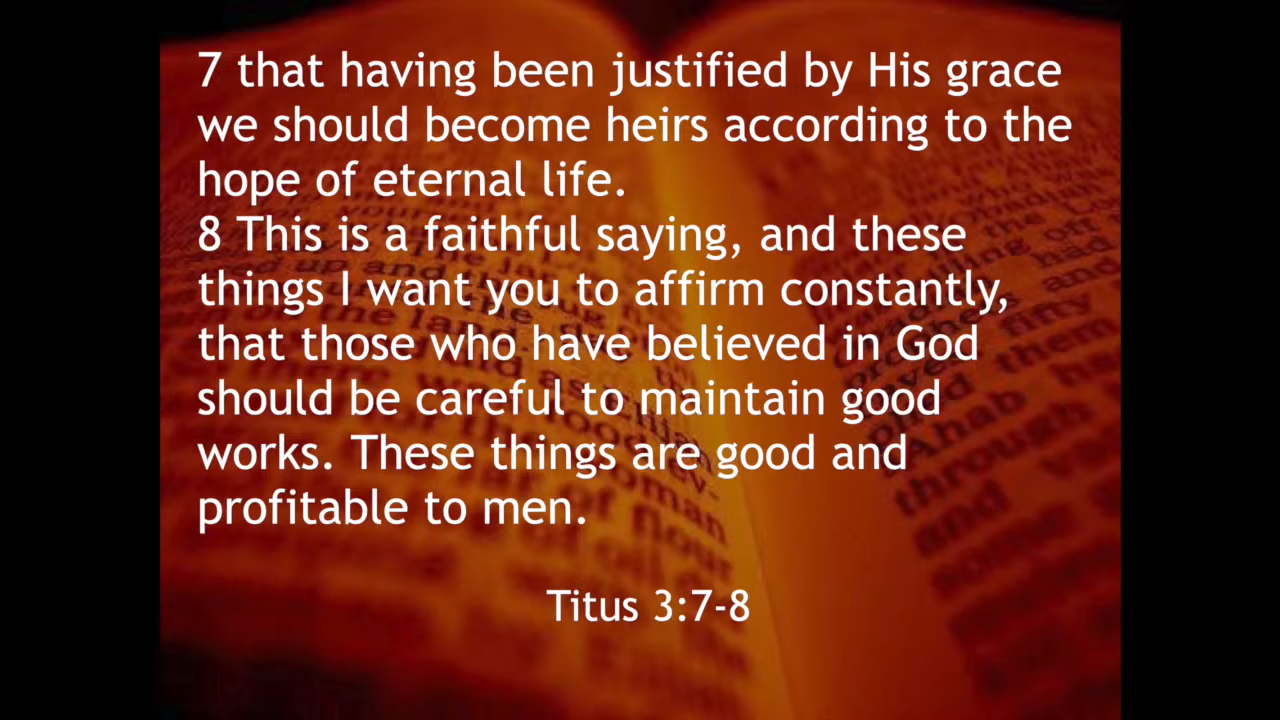 7 that having been justified by His grace
we should become heirs according to the
hope of eternal life.
8 This is a faithful saying, and these
things I want you to affirm constantly,
that those who have believed in God
should be careful to maintain good
works. These things are good and
profitable to men.
Titus 3:7-8